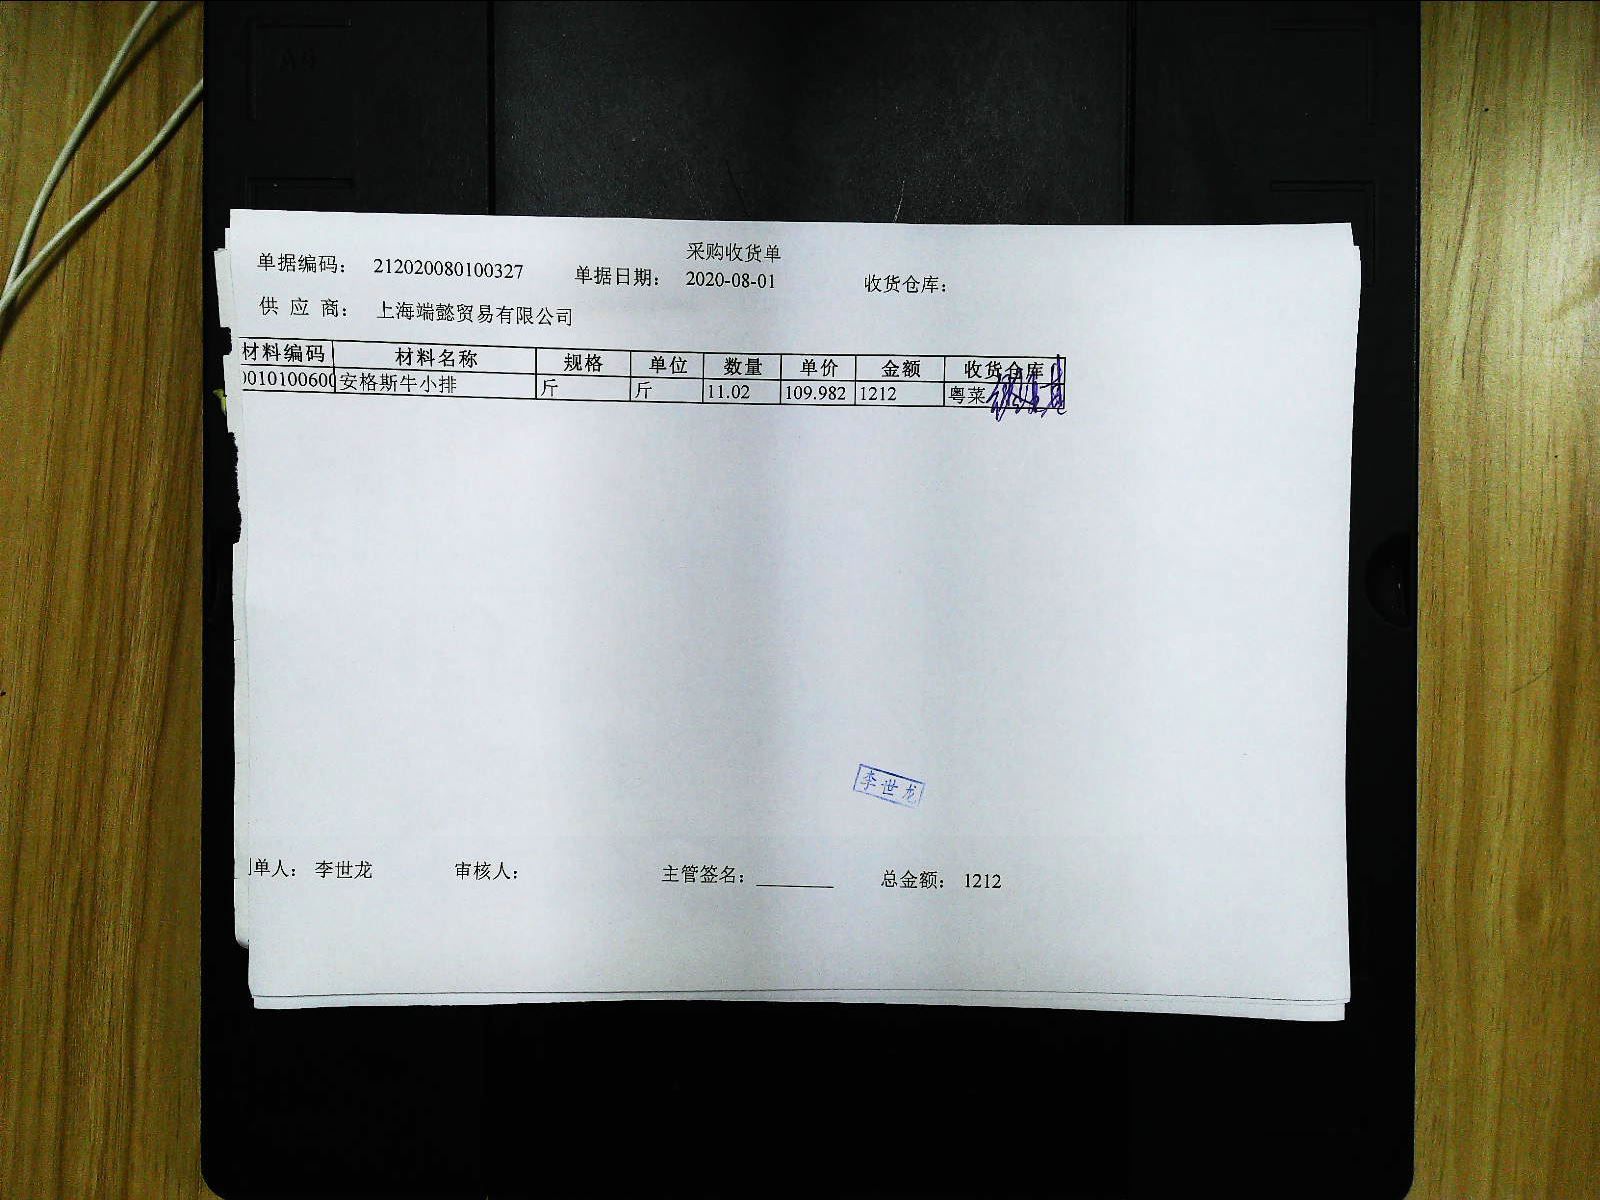 采购收货单
单据编码: 212020080100327 单据日期: 2020-08-01 收货仓库:
供 应 商: 上海端懿贸易有限公司
材料编码 材料名称 规格 单位 数量 单价 金额 收货仓库
0010100600 安格斯牛小排 斤 斤 11.02 109.982 1212 粤菜
李世龙
单人: 李世龙 审核人: 主管签名: ________ 总金额: 1212